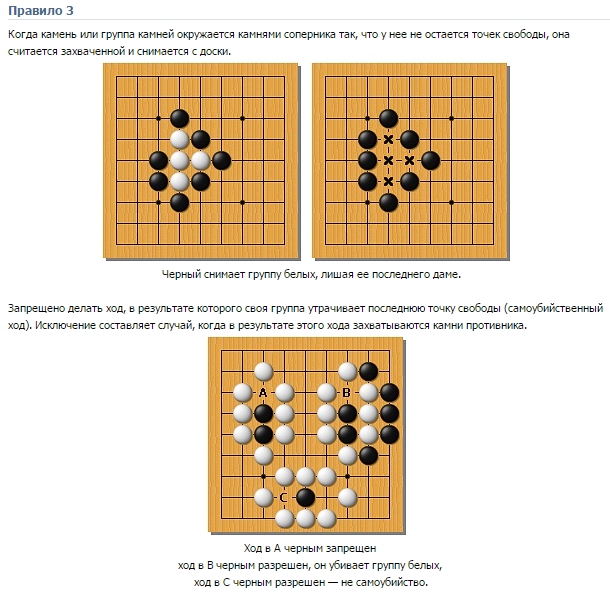 Правило 3
Когда камень или группа камней окружается камнями соперника так, что у нее не остается точек свободы, она
считается захваченной и снимается с доски.
Черный снимает группу белых, лишая ее последнего даме.
Запрещено делать ход, в результате которого своя группа утрачивает последнюю точку свободы (самоубийственный
ход). Исключение составляет случай, когда в результате этого хода захватываются камни противника.
A B
C
Ход в A черным запрещен
ход в B черным разрешен, он убивает группу белых,
ход в C черным разрешен — не самоубийство.